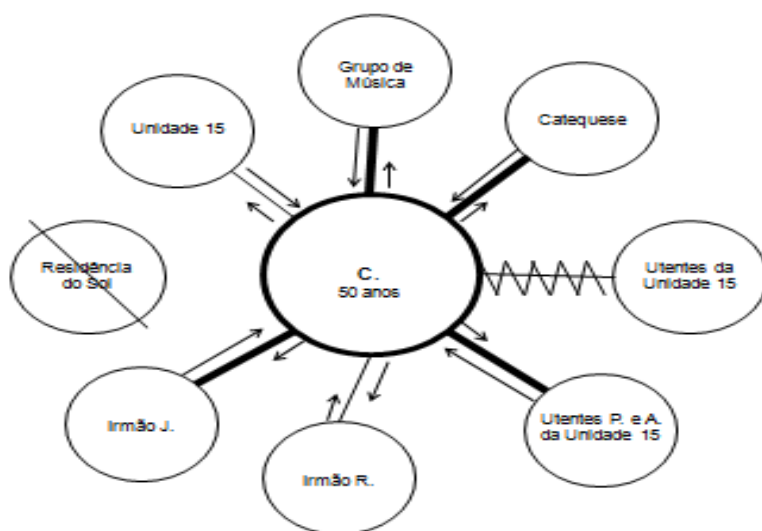 Grupo de
Música
Unidade 15
Catequese
Residência
do Sol
C.
50 anos
Utentes da
Unidade 15
Irmão J.
Irmão R.
Utentes P. e A.
da Unidade 15